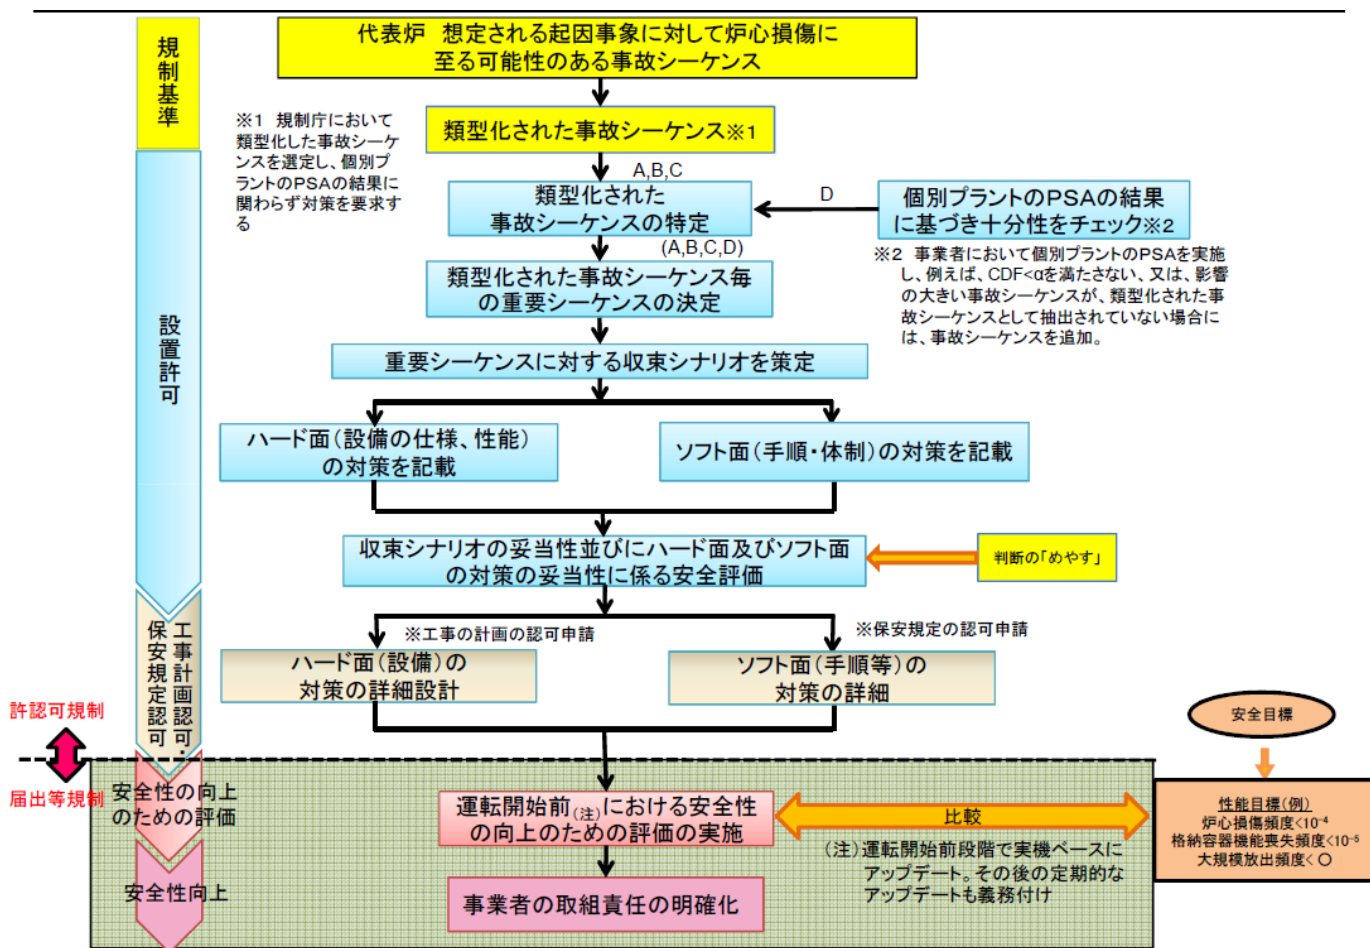 規制基準
代表炉　想定される起因事象に対して炉心損傷に
至る可能性のある事故シーケンス
※1　規制庁において
類型化した事故シーケ
ンスを選定し、個別プ
ラントのPSAの結果に
関わらず対策を要求す
る
類型化された事故シーケンス※1
A,B,C
類型化された
事故シーケンスの特定
D
個別プラントのPSAの結果
に基づき十分性をチェック※2
(A,B,C,D)
※2　事業者において個別プラントのPSAを実施
し、例えば、CDF<αを満たさない、又は、影響
の大きい事故シーケンスが、類型化された事
故シーケンスとして抽出されていない場合に
は、事故シーケンスを追加。
類型化された事故シーケンス毎
の重要シーケンスの決定
設置許可
重要シーケンスに対する収束シナリオを策定
ハード面(設備の仕様、性能)
の対策を記載
ソフト面(手順・体制)の対策を記載
収束シナリオの妥当性並びにハード面及びソフト面
の対策の妥当性に係る安全評価
判断の「めやす」
工事計画認可・
保安規定認可
※工事の計画の認可申請
※保安規定の認可申請
ハード面(設備)の
対策の詳細設計
ソフト面(手順等)の
対策の詳細
許認可規制
届出等規制
安全目標
安全性の向上
のための評価
運転開始前(注)における安全性
の向上のための評価の実施
比較
性能目標(例)
炉心損傷頻度<10⁻⁴
格納容器機能喪失頻度<10⁻⁵
大規模放出頻度< ○
(注)運転開始前段階で実機ベースに
アップデート。その後の定期的な
アップデートも義務付け
安全性向上
事業者の取組責任の明確化